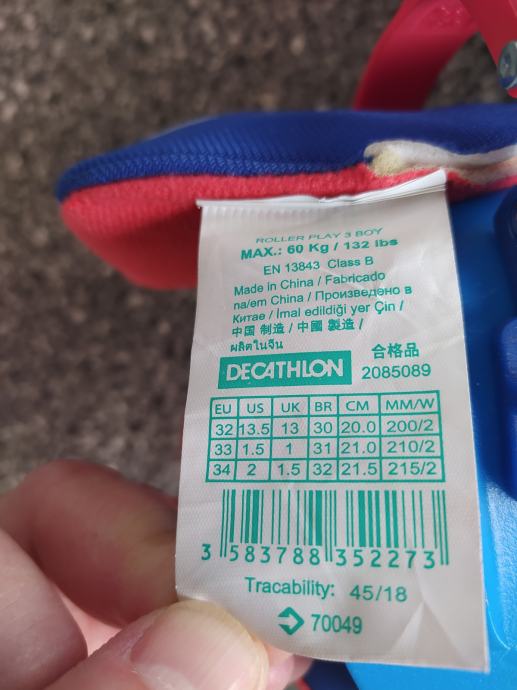 ROLLER PLAY 3 BOY
MAX.: 60 Kg / 132 lbs
EN 13843 Class B
Made in China / Fabricado
na/em China / Произведено в
Китае / İmal edildiği yer Çin /
中国 制造 / 中國 製造 /
ผลิตในจีน
DECATHLON 合格品
2085089
EU US UK BR CM MM/W
32 13.5 13 30 20.0 200/2
33 1.5 1 31 21.0 210/2
34 2 1.5 32 21.5 215/2
3 583788 352273
Tracability: 45/18
70049